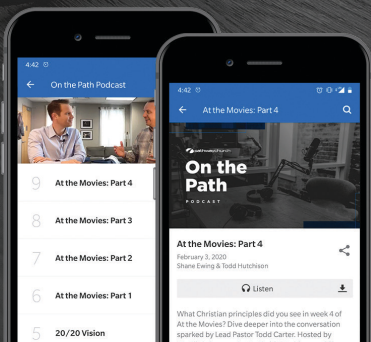 4:42
On the Path Podcast
9 At the Movies: Part 4
8 At the Movies: Part 3
7 At the Movies: Part 2
6 At the Movies: Part 1
5 20/20 Vision
4:42
At the Movies: Part 4
pathwaychurch
On the
Path
PODCAST
At the Movies: Part 4
February 3, 2020
Shane Ewing & Todd Hutchison
Listen
What Christian principles did you see in week 4 of
At the Movies? Dive deeper into the conversation
sparked by Lead Pastor Todd Carter. Hosted by